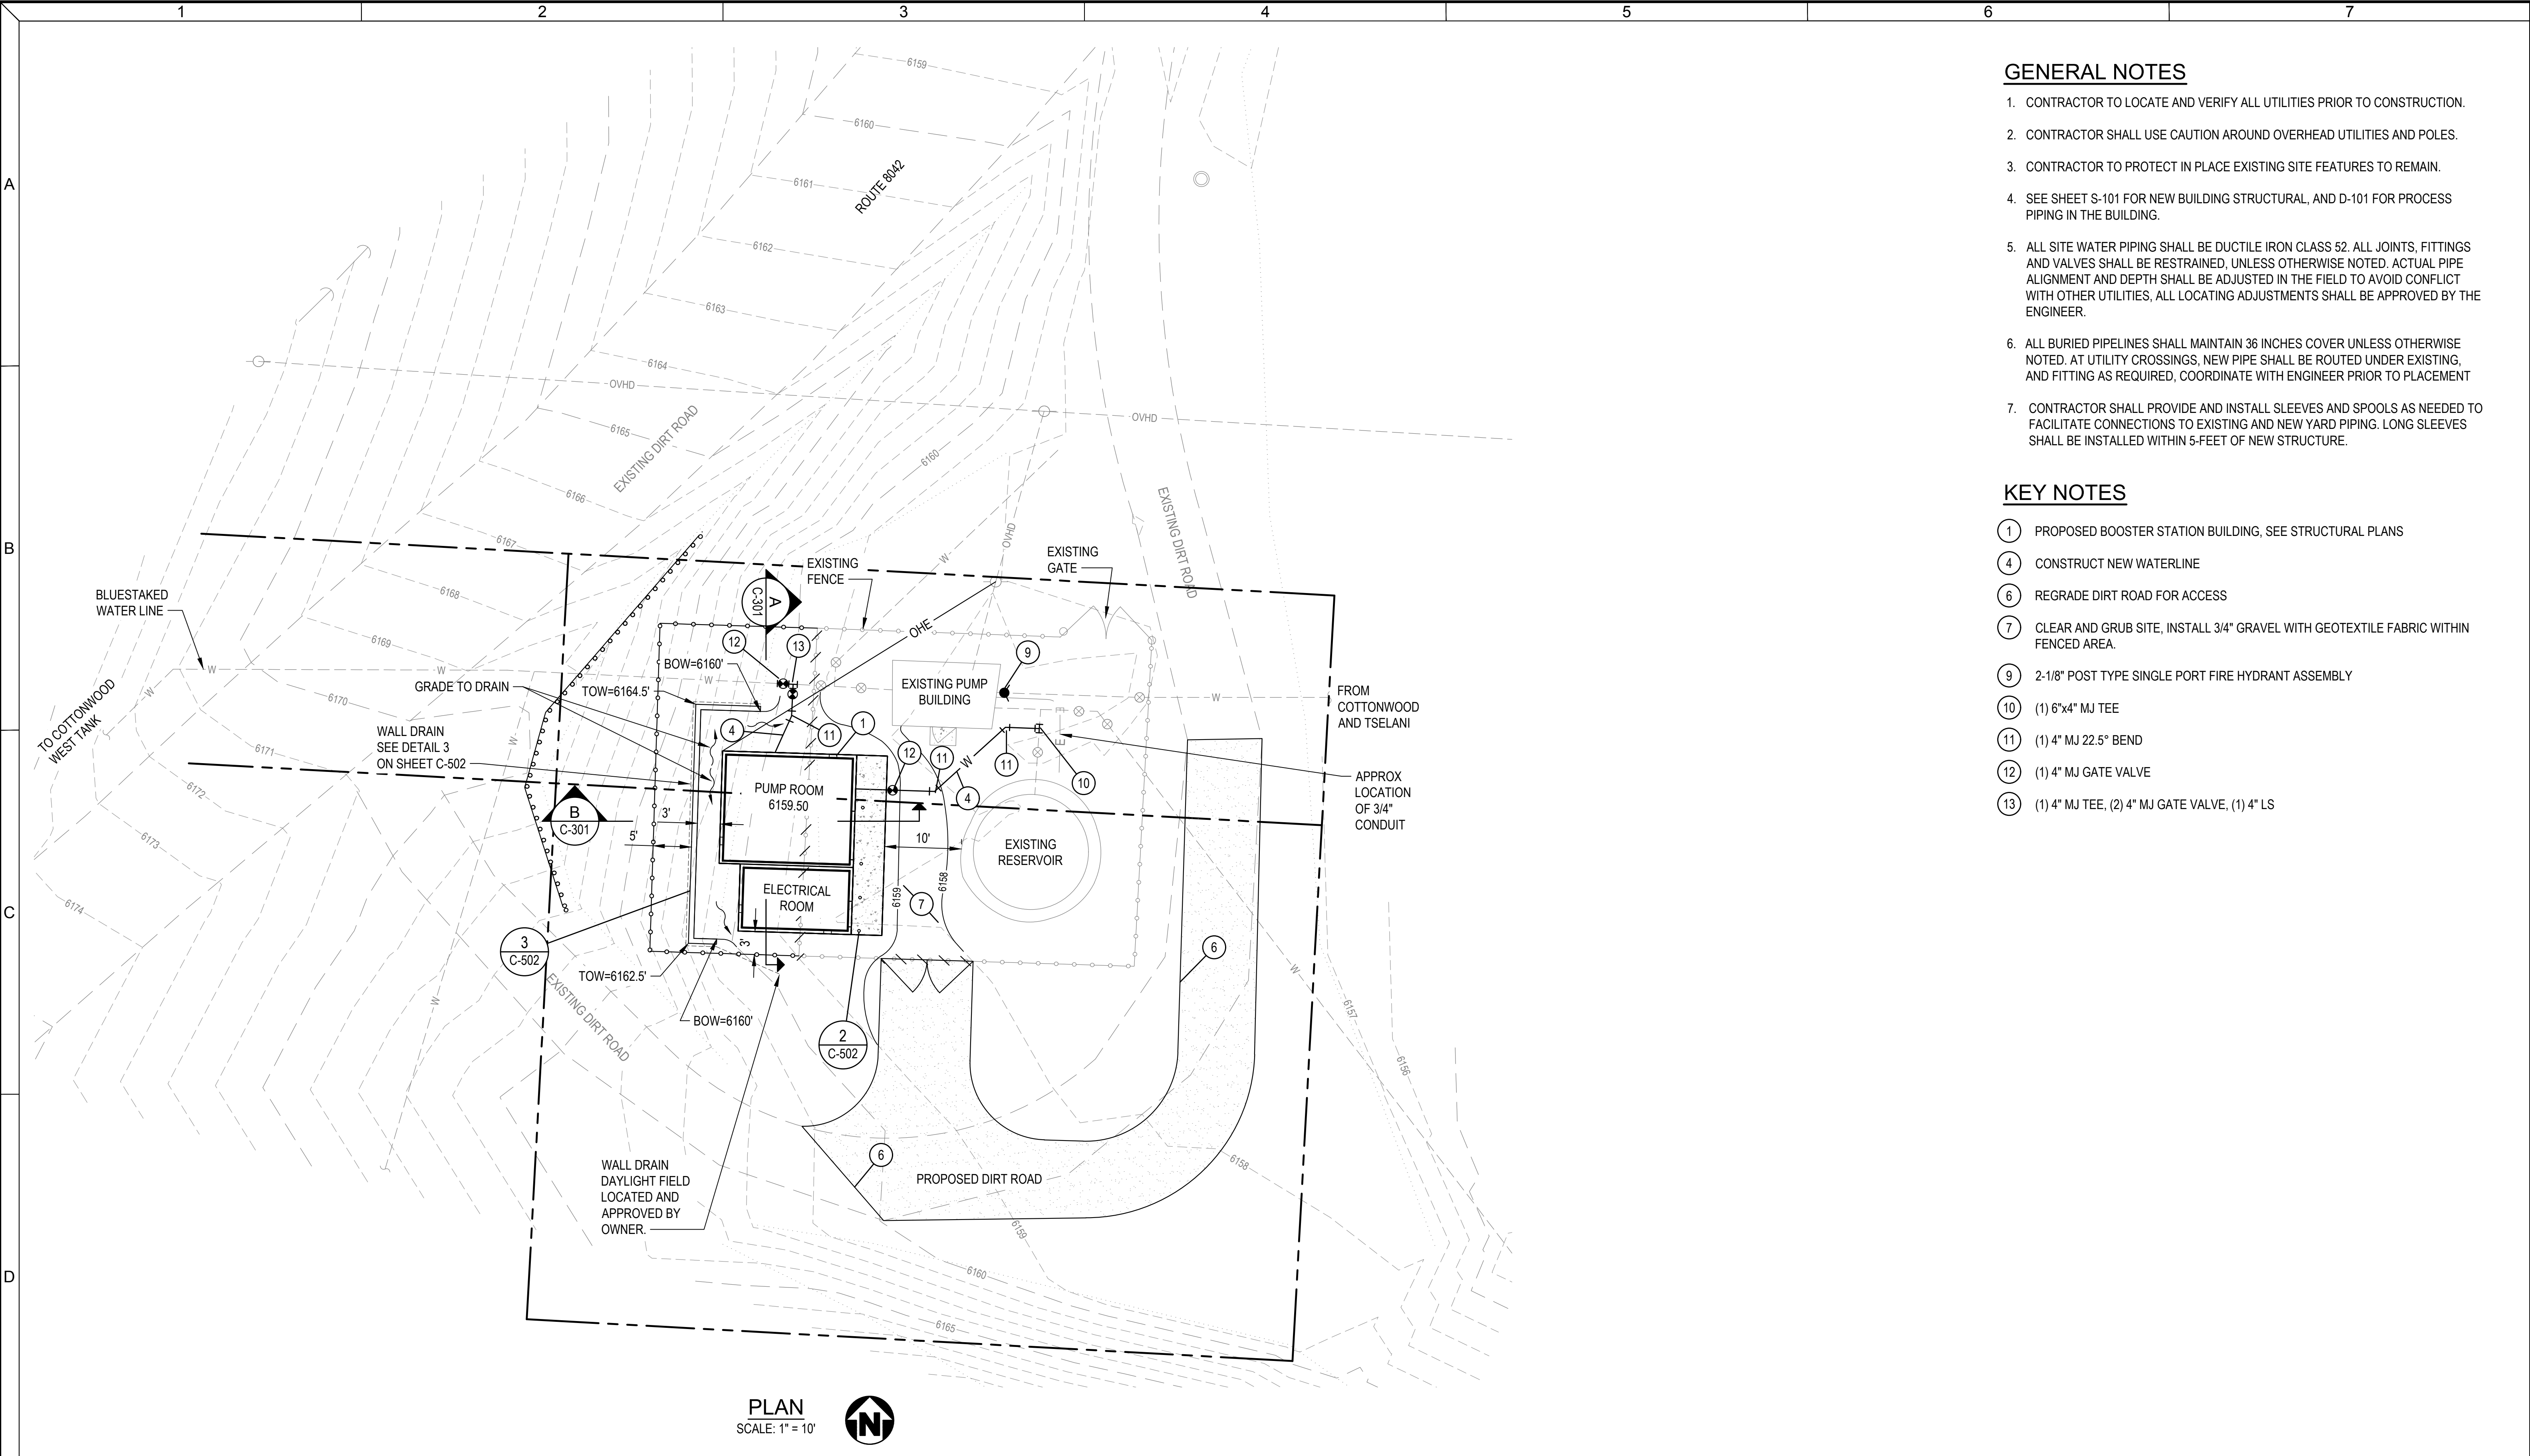 1
2
3
4
5
6
7
A
B
C
D
GENERAL NOTES
1. CONTRACTOR TO LOCATE AND VERIFY ALL UTILITIES PRIOR TO CONSTRUCTION.
2. CONTRACTOR SHALL USE CAUTION AROUND OVERHEAD UTILITIES AND POLES.
3. CONTRACTOR TO PROTECT IN PLACE EXISTING SITE FEATURES TO REMAIN.
4. SEE SHEET S-101 FOR NEW BUILDING STRUCTURAL, AND D-101 FOR PROCESS
PIPING IN THE BUILDING.
5. ALL SITE WATER PIPING SHALL BE DUCTILE IRON CLASS 52. ALL JOINTS, FITTINGS
AND VALVES SHALL BE RESTRAINED, UNLESS OTHERWISE NOTED. ACTUAL PIPE
ALIGNMENT AND DEPTH SHALL BE ADJUSTED IN THE FIELD TO AVOID CONFLICT
WITH OTHER UTILITIES, ALL LOCATING ADJUSTMENTS SHALL BE APPROVED BY THE
ENGINEER.
6. ALL BURIED PIPELINES SHALL MAINTAIN 36 INCHES COVER UNLESS OTHERWISE
NOTED. AT UTILITY CROSSINGS, NEW PIPE SHALL BE ROUTED UNDER EXISTING,
AND FITTING AS REQUIRED, COORDINATE WITH ENGINEER PRIOR TO PLACEMENT
7. CONTRACTOR SHALL PROVIDE AND INSTALL SLEEVES AND SPOOLS AS NEEDED TO
FACILITATE CONNECTIONS TO EXISTING AND NEW YARD PIPING. LONG SLEEVES
SHALL BE INSTALLED WITHIN 5-FEET OF NEW STRUCTURE.
KEY NOTES
1 PROPOSED BOOSTER STATION BUILDING, SEE STRUCTURAL PLANS
4 CONSTRUCT NEW WATERLINE
6 REGRADE DIRT ROAD FOR ACCESS
7 CLEAR AND GRUB SITE, INSTALL 3/4" GRAVEL WITH GEOTEXTILE FABRIC WITHIN
FENCED AREA.
9 2-1/8" POST TYPE SINGLE PORT FIRE HYDRANT ASSEMBLY
10 (1) 6"x4" MJ TEE
11 (1) 4" MJ 22.5° BEND
12 (1) 4" MJ GATE VALVE
13 (1) 4" MJ TEE, (2) 4" MJ GATE VALVE, (1) 4" LS
6159
6160
6161
ROUTE 8042
6162
6163
6164
OVHD
OVHD
6165
EXISTING DIRT ROAD
6160
6166
6167
6168
6169
6170
6171
6172
6173
6174
OVHD
W
EXISTING DIRT ROAD
EXISTING
GATE
EXISTING
FENCE
A
C-301
OHE
BLUESTAKED
WATER LINE
W
W
W
W
W
W
TO COTTONWOOD
WEST TANK
12
13
9
BOW=6160'
GRADE TO DRAIN
TOW=6164.5'
EXISTING PUMP
BUILDING
W
FROM
COTTONWOOD
AND TSELANI
WALL DRAIN
SEE DETAIL 3
ON SHEET C-502
4
11
1
12
11
W
11
E
10
4
APPROX
LOCATION
OF 3/4"
CONDUIT
PUMP ROOM
6159.50
B
C-301
3'
5'
10'
EXISTING
RESERVOIR
ELECTRICAL
ROOM
6159
6158
7
3'
3
C-502
TOW=6162.5'
BOW=6160'
EXISTING DIRT ROAD
2
C-502
6
W
6157
6156
6158
WALL DRAIN
DAYLIGHT FIELD
LOCATED AND
APPROVED BY
OWNER.
6
PROPOSED DIRT ROAD
6159
6160
6165
PLAN
SCALE: 1" = 10'
N